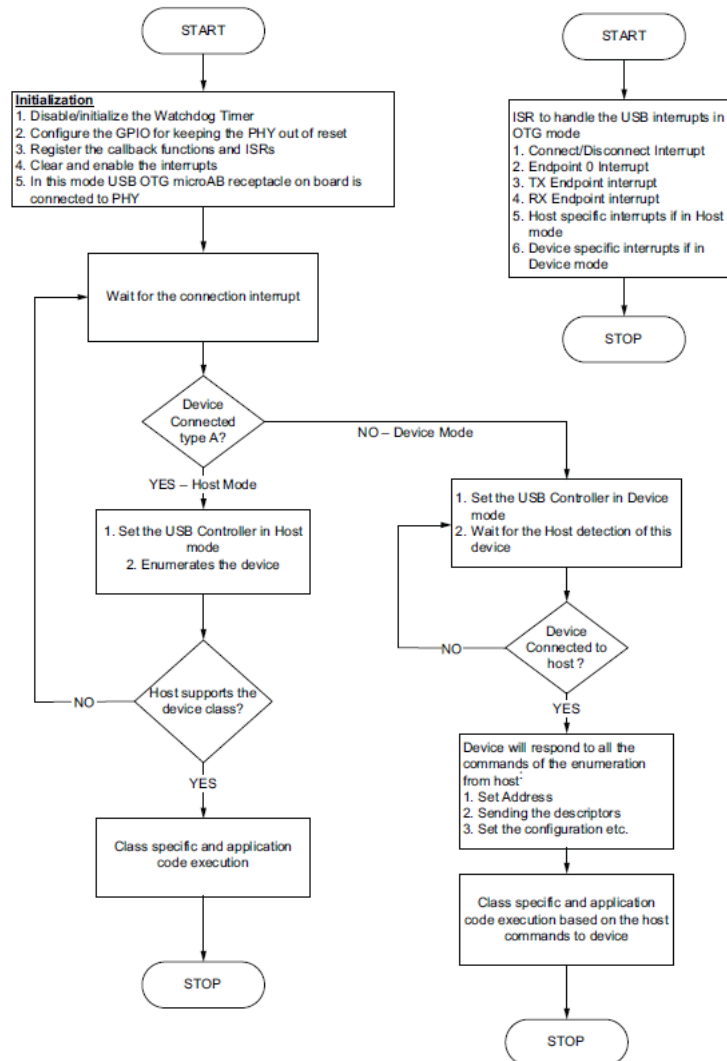 START
Initialization
1. Disable/initialize the Watchdog Timer
2. Configure the GPIO for keeping the PHY out of reset
3. Register the callback functions and ISRs
4. Clear and enable the interrupts
5. In this mode USB OTG microAB receptacle on board is
connected to PHY
Wait for the connection interrupt
Device
Connected
type A?
NO – Device Mode
YES – Host Mode
1. Set the USB Controller in Host
mode
2. Enumerates the device
Host supports the
device class?
NO
YES
Class specific and application
code execution
STOP
1. Set the USB Controller in Device
mode
2. Wait for the Host detection of this
device
Device
Connected to
host ?
NO
YES
Device will respond to all the
commands of the enumeration
from host:
1. Set Address
2. Sending the descriptors
3. Set the configuration etc.
Class specific and application
code execution based on the host
commands to device
STOP
START
ISR to handle the USB interrupts in
OTG mode
1. Connect/Disconnect Interrupt
2. Endpoint 0 Interrupt
3. TX Endpoint interrupt
4. RX Endpoint interrupt
5. Host specific interrupts if in Host
mode
6. Device specific interrupts if in
Device mode
STOP